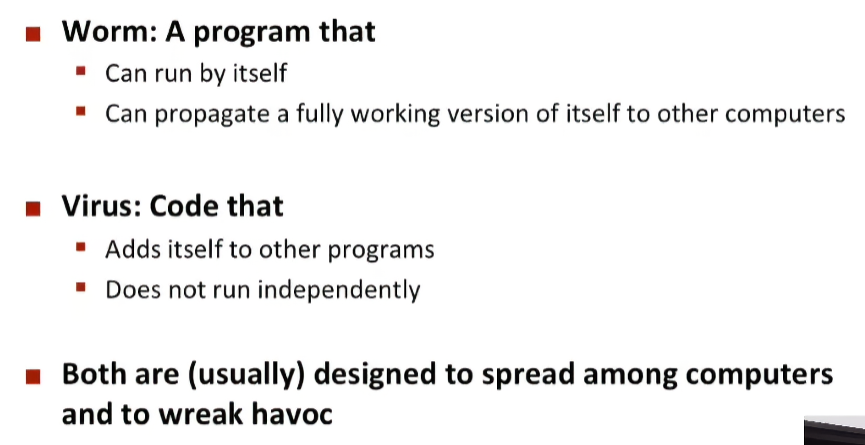 Worm: A program that
Can run by itself
Can propagate a fully working version of itself to other computers
Virus: Code that
Adds itself to other programs
Does not run independently
Both are (usually) designed to spread among computers
and to wreak havoc